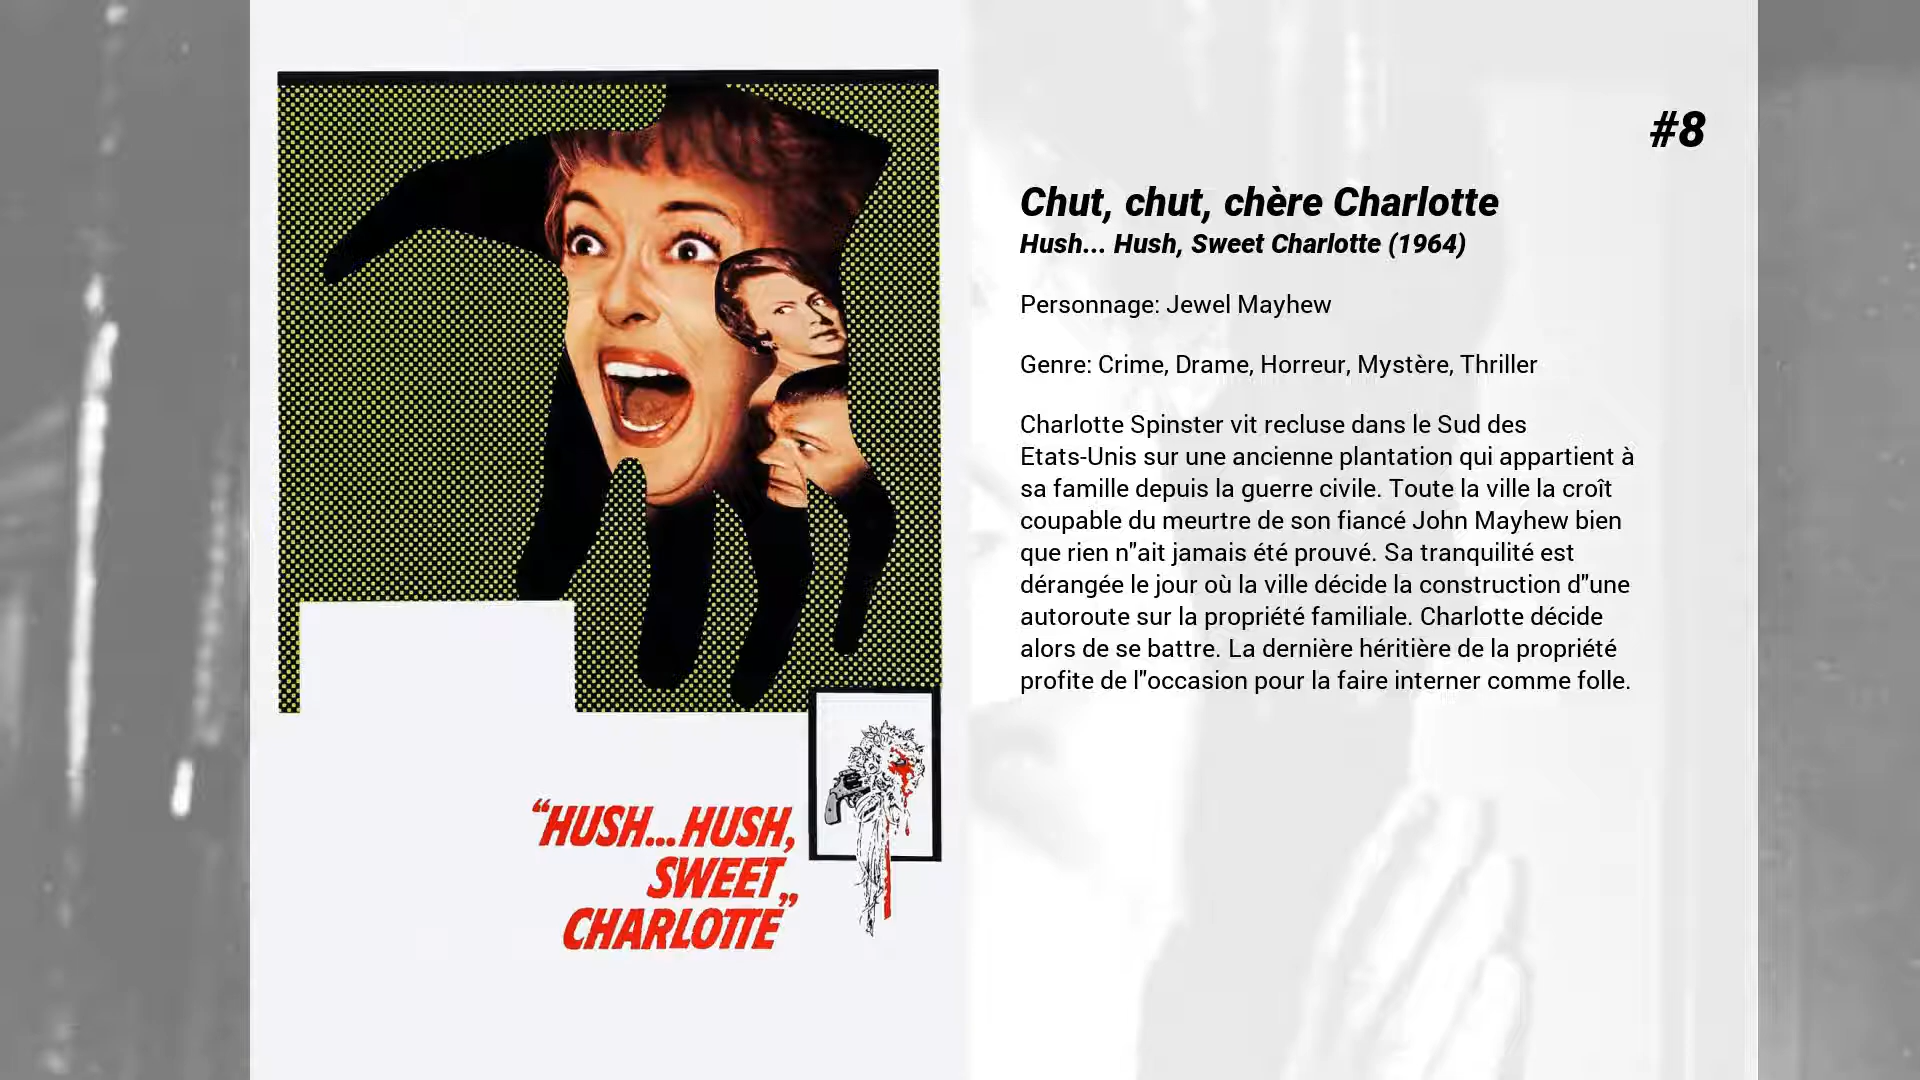 #8
Chut, chut, chère Charlotte
Hush... Hush, Sweet Charlotte (1964)
Personnage: Jewel Mayhew
Genre: Crime, Drame, Horreur, Mystère, Thriller
Charlotte Spinster vit recluse dans le Sud des
Etats-Unis sur une ancienne plantation qui appartient à
sa famille depuis la guerre civile. Toute la ville la croît
coupable du meurtre de son fiancé John Mayhew bien
que rien n"ait jamais été prouvé. Sa tranquilité est
dérangée le jour où la ville décide la construction d"une
autoroute sur la propriété familiale. Charlotte décide
alors de se battre. La dernière héritière de la propriété
profite de l"occasion pour la faire interner comme folle.
“HUSH...HUSH,
SWEET„
CHARLOTTE